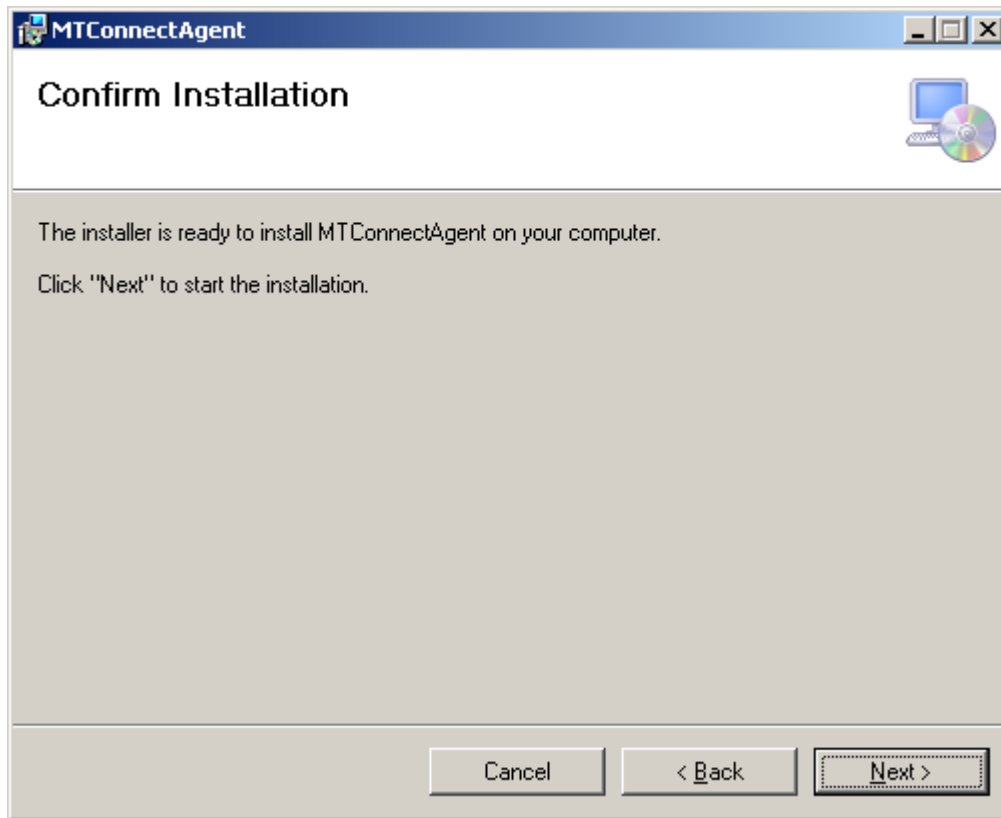 MTConnectAgent
Confirm Installation
The installer is ready to install MTConnectAgent on your computer.
Click "Next" to start the installation.
Cancel
< Back
Next >